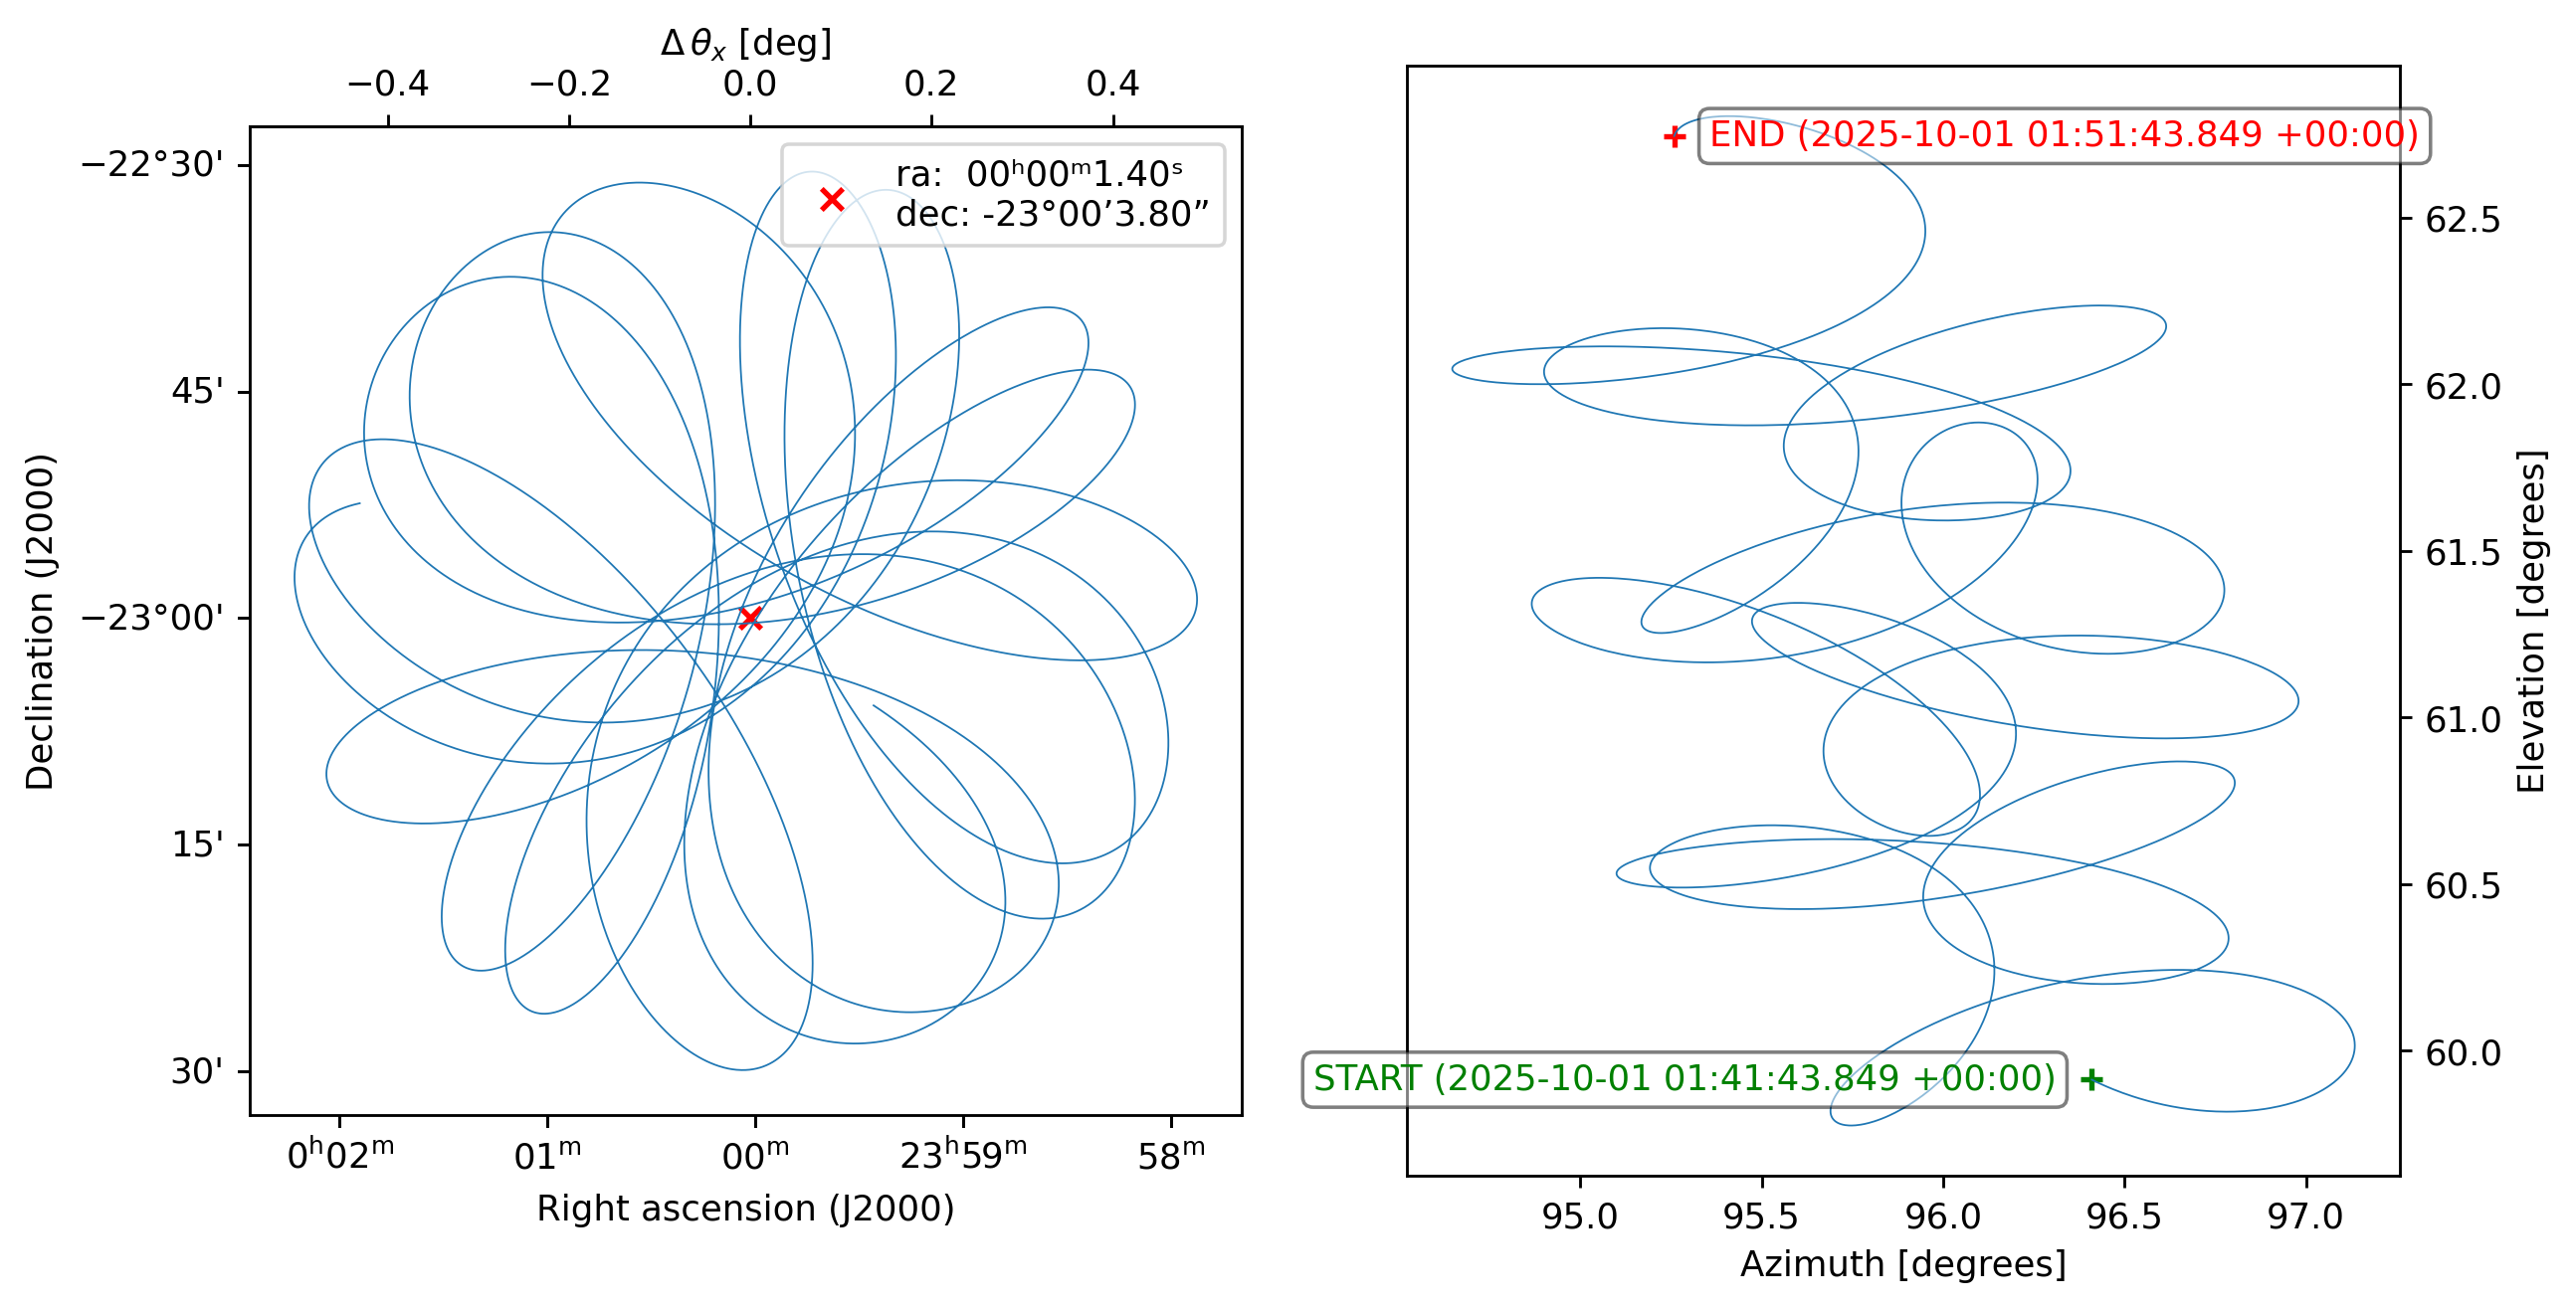 Δ θₓ [deg]
−0.4 −0.2 0.0 0.2 0.4
−22°30'
45'
−23°00'
15'
30'
Declination (J2000)
ra: 00ʰ00ᵐ1.40ˢ
dec: -23°00’3.80”
0ʰ02ᵐ 01ᵐ 00ᵐ 23ʰ59ᵐ 58ᵐ
Right ascension (J2000)
END (2025-10-01 01:51:43.849 +00:00)
START (2025-10-01 01:41:43.849 +00:00)
62.5
62.0
61.5
61.0
60.5
60.0
Elevation [degrees]
95.0 95.5 96.0 96.5 97.0
Azimuth [degrees]